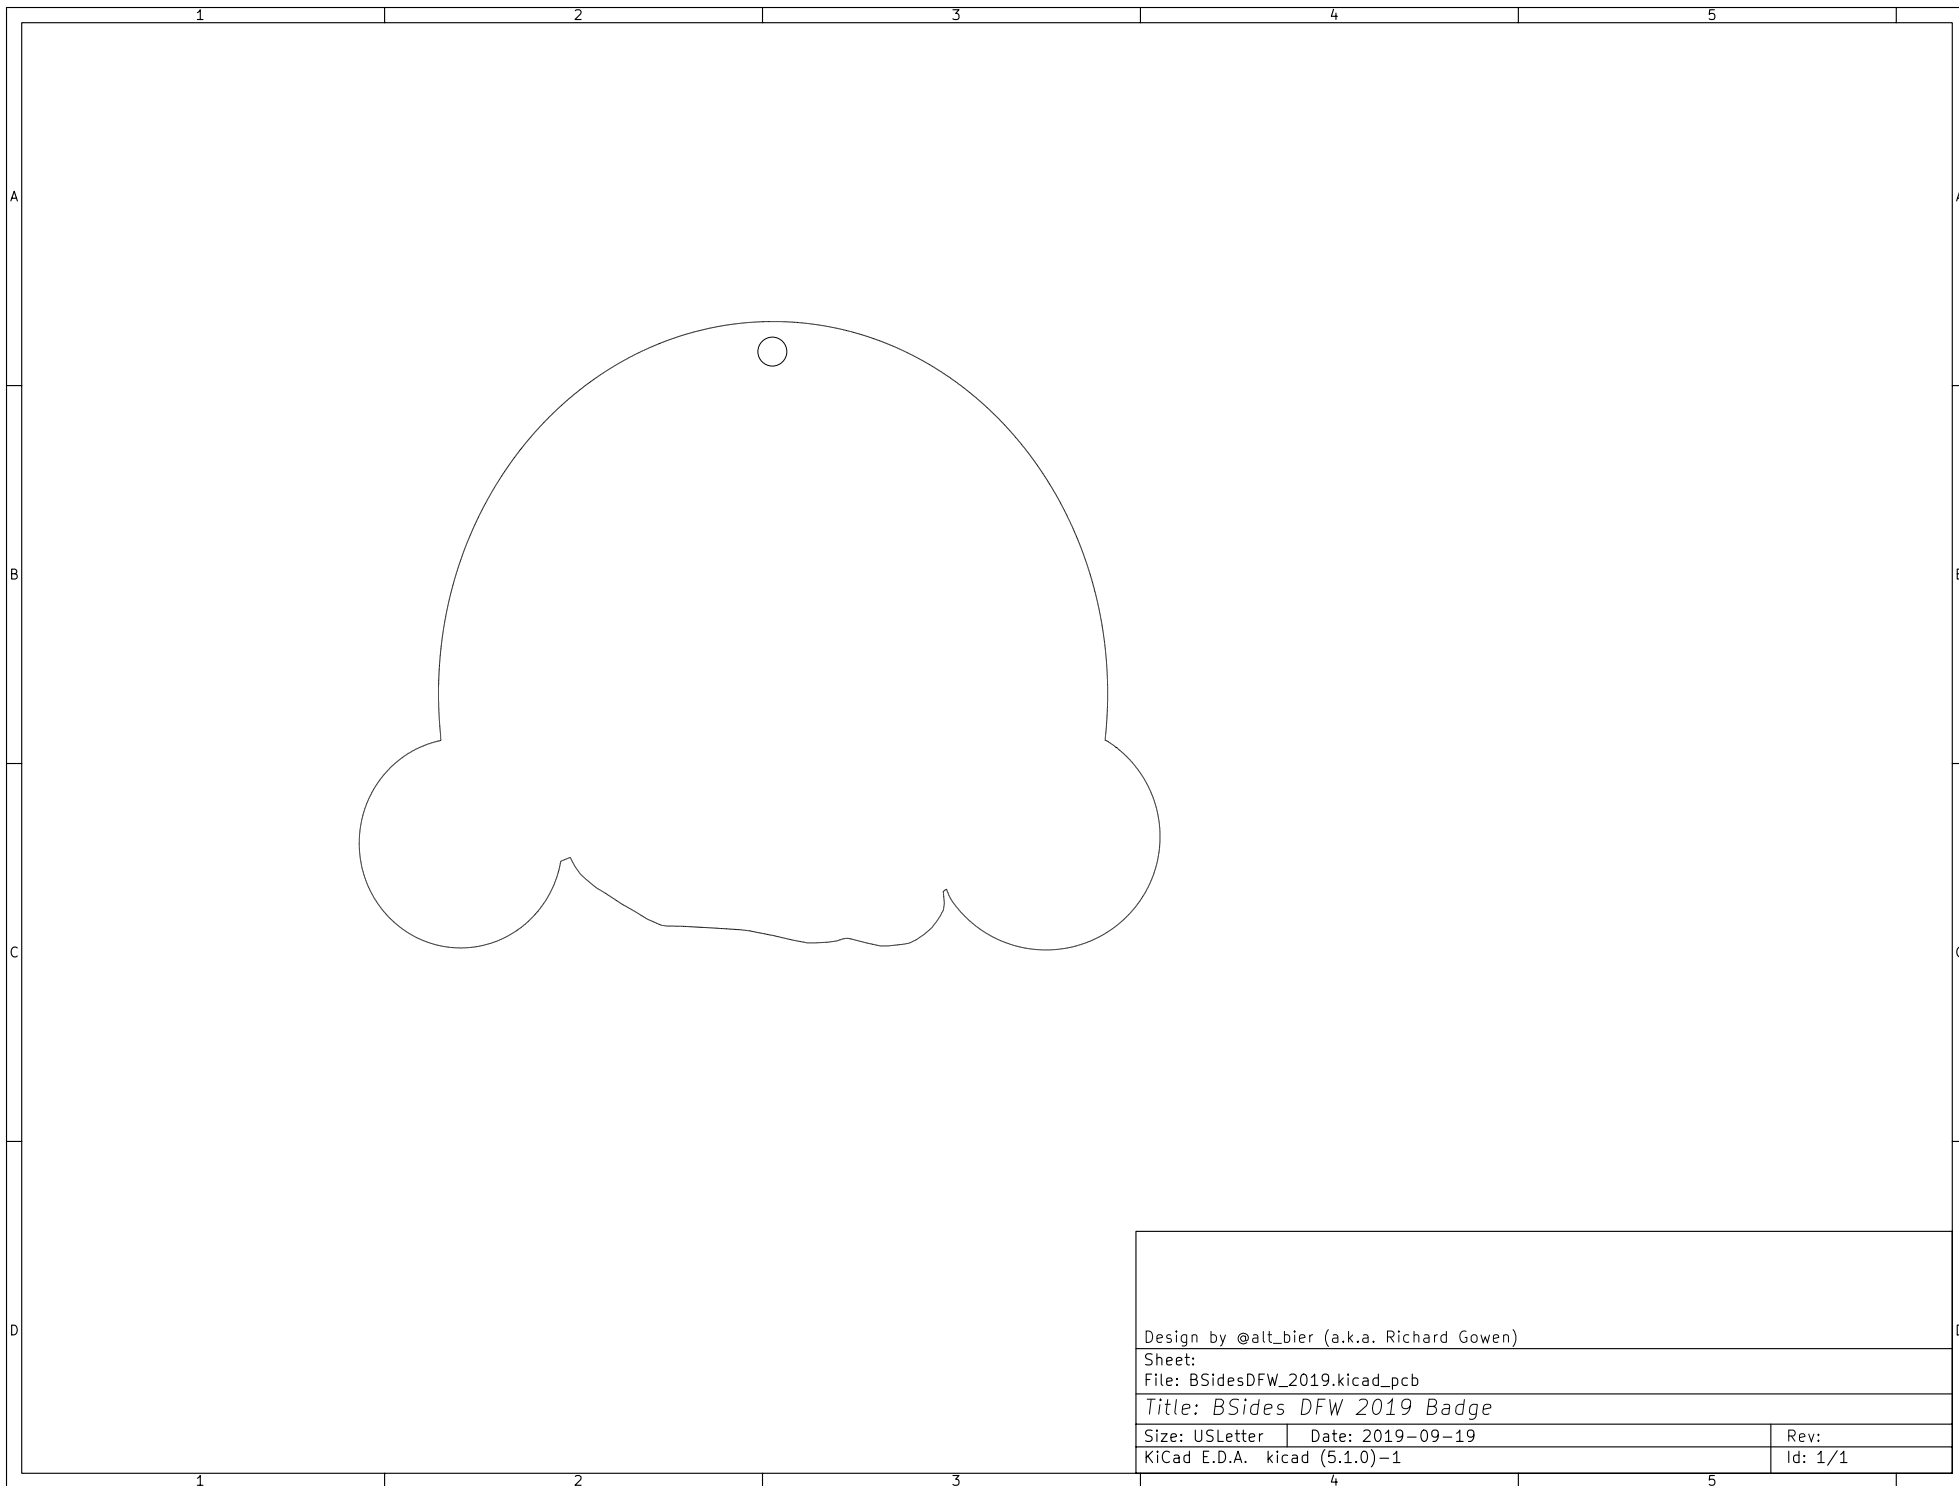 1 2 3 4 5
A A
B B
C C
D D
Design by @alt_bier (a.k.a. Richard Gowen)
Sheet:
File: BSidesDFW_2019.kicad_pcb
Title: BSides DFW 2019 Badge
Size: USLetter Date: 2019-09-19 Rev:
KiCad E.D.A. kicad (5.1.0)-1 Id: 1/1
1 2 3 4 5